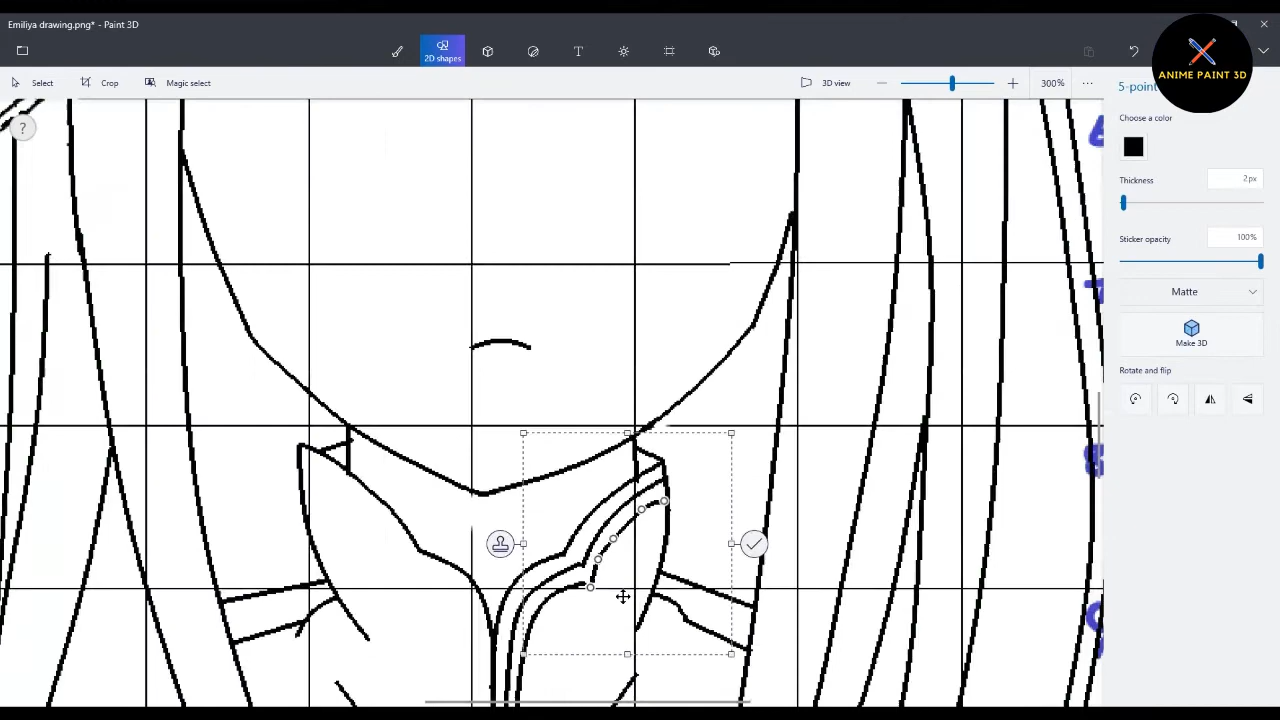 Emiliya drawing.png* - Paint 3D
2D shapes
Select
Crop
Magic select
3D view
300%
ANIME PAINT 3D
5-point
?
Choose a color
Thickness
2px
Sticker opacity
100%
Matte
Make 3D
Rotate and flip